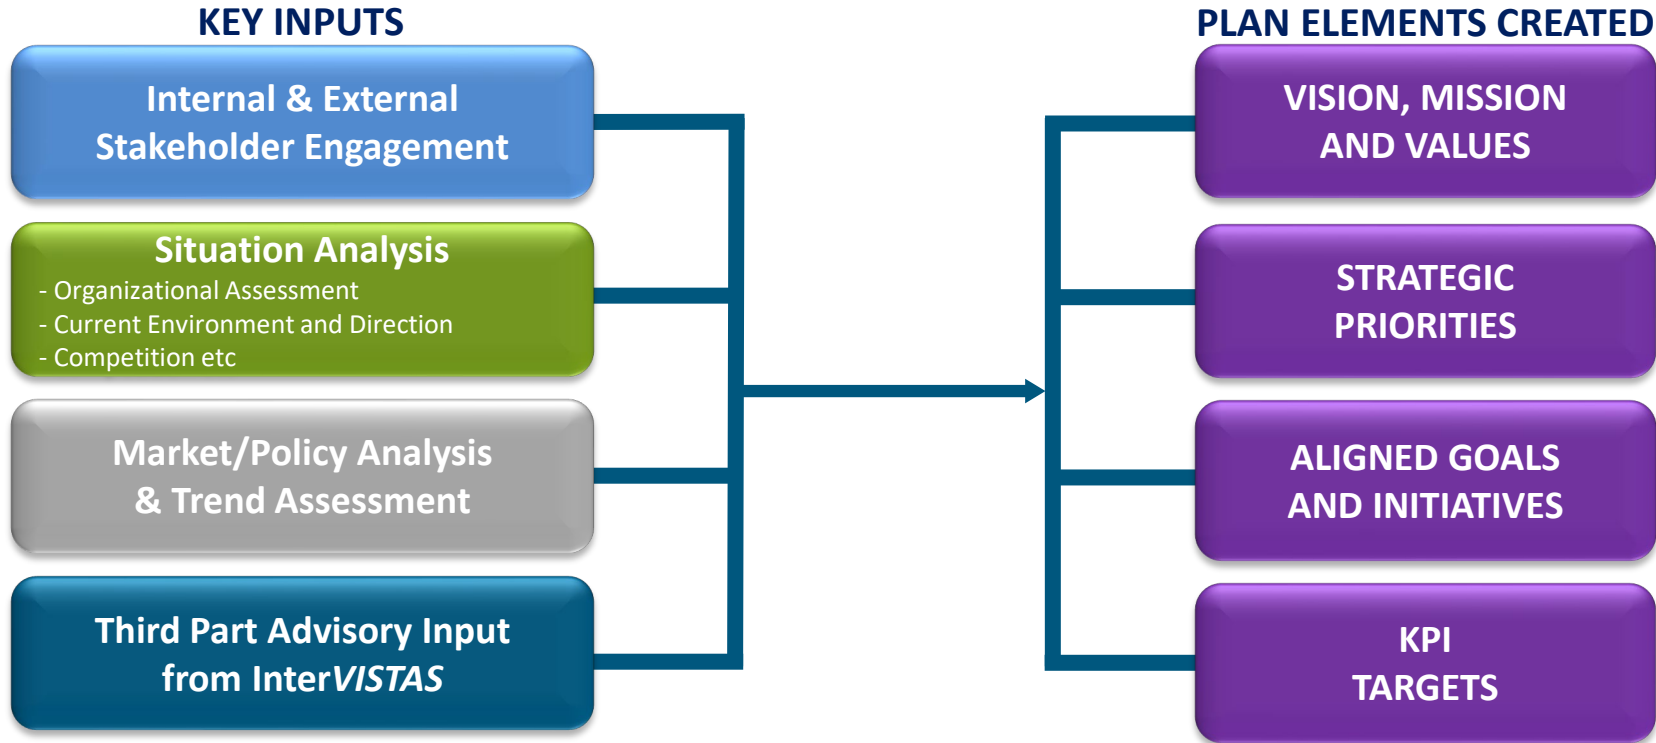 KEY INPUTS
Internal & External
Stakeholder Engagement
Situation Analysis
- Organizational Assessment
- Current Environment and Direction
- Competition etc
Market/Policy Analysis
& Trend Assessment
Third Part Advisory Input
from InterVISTAS
PLAN ELEMENTS CREATED
VISION, MISSION
AND VALUES
STRATEGIC
PRIORITIES
ALIGNED GOALS
AND INITIATIVES
KPI
TARGETS